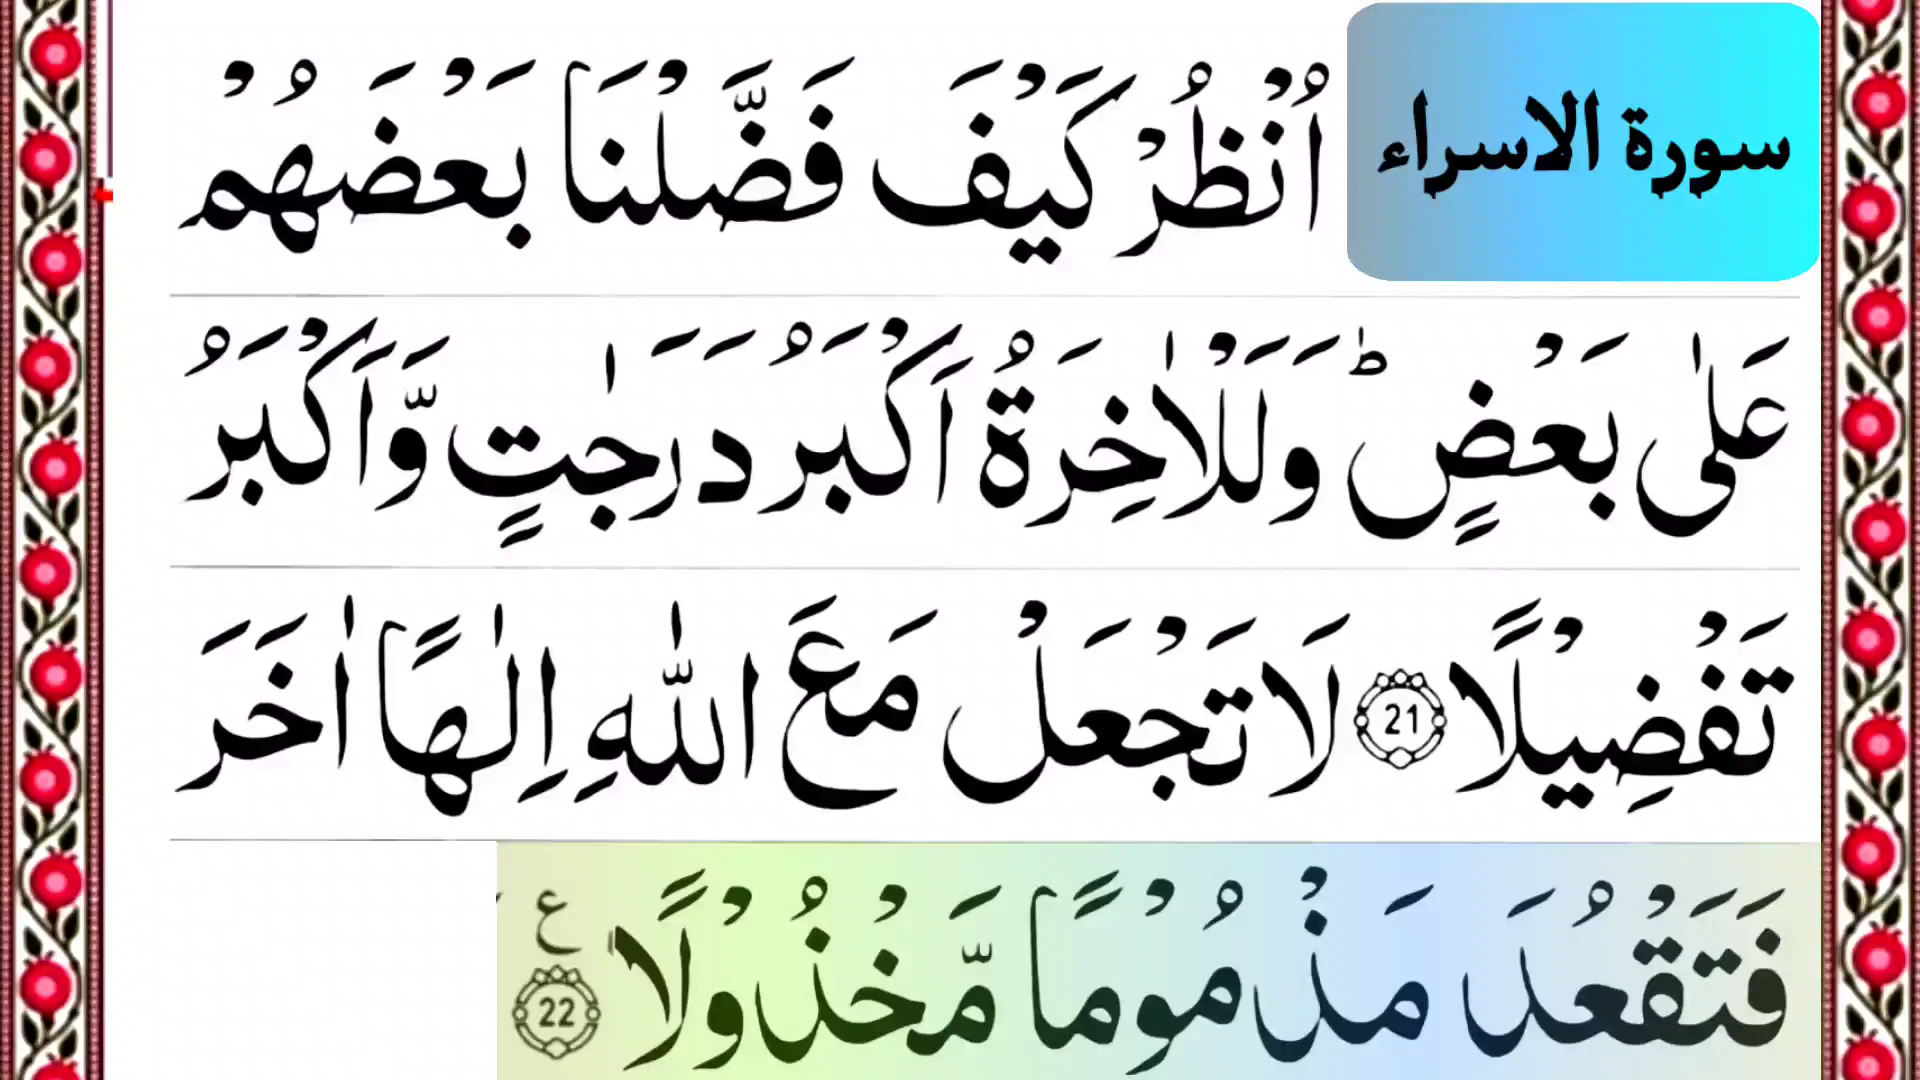 سورة الاسراء
اُنْظُرْ كَيْفَ فَضَّلْنَا بَعْضَهُمْ
عَلٰى بَعْضٍ ؕ وَلَلْاٰخِرَةُ اَكْبَرُ دَرَجٰتٍ وَّاَكْبَرُ
تَفْضِيْلًا 21 لَا تَجْعَلْ مَعَ اللّٰهِ اِلٰهًا اٰخَرَ
فَتَقْعُدَ مَذْمُوْمًا مَّخْذُوْلًا 22 ع